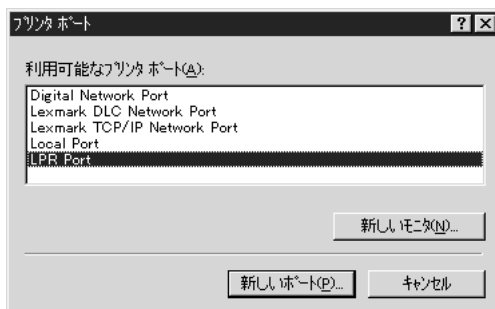 プリンタ ポート
利用可能なプリンタ ポート(A):
Digital Network Port
Lexmark DLC Network Port
Lexmark TCP/IP Network Port
Local Port
LPR Port
新しいモニタ(N)...
新しいポート(P)...
キャンセル